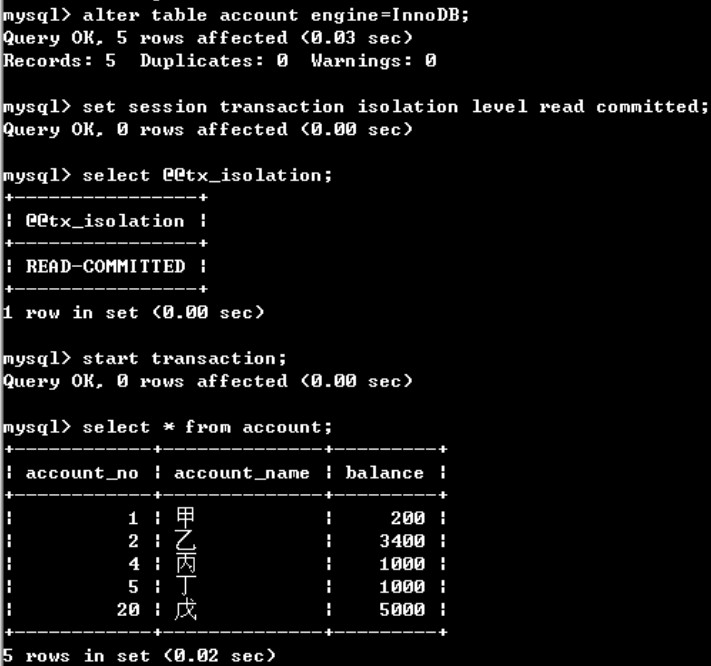 mysql> alter table account engine=InnoDB;
Query OK, 5 rows affected (0.03 sec)
Records: 5  Duplicates: 0  Warnings: 0
mysql> set session transaction isolation level read committed;
Query OK, 0 rows affected (0.00 sec)
mysql> select @@tx_isolation;
+----------------+
| @@tx_isolation |
+----------------+
| READ-COMMITTED |
+----------------+
1 row in set (0.00 sec)
mysql> start transaction;
Query OK, 0 rows affected (0.00 sec)
mysql> select * from account;
+------------+--------------+---------+
| account_no | account_name | balance |
+------------+--------------+---------+
|          1 | 甲           |     200 |
|          2 | 乙           |    3400 |
|          4 | 丙           |    1000 |
|          5 | 丁           |    1000 |
|         20 | 戊           |    5000 |
+------------+--------------+---------+
5 rows in set (0.02 sec)